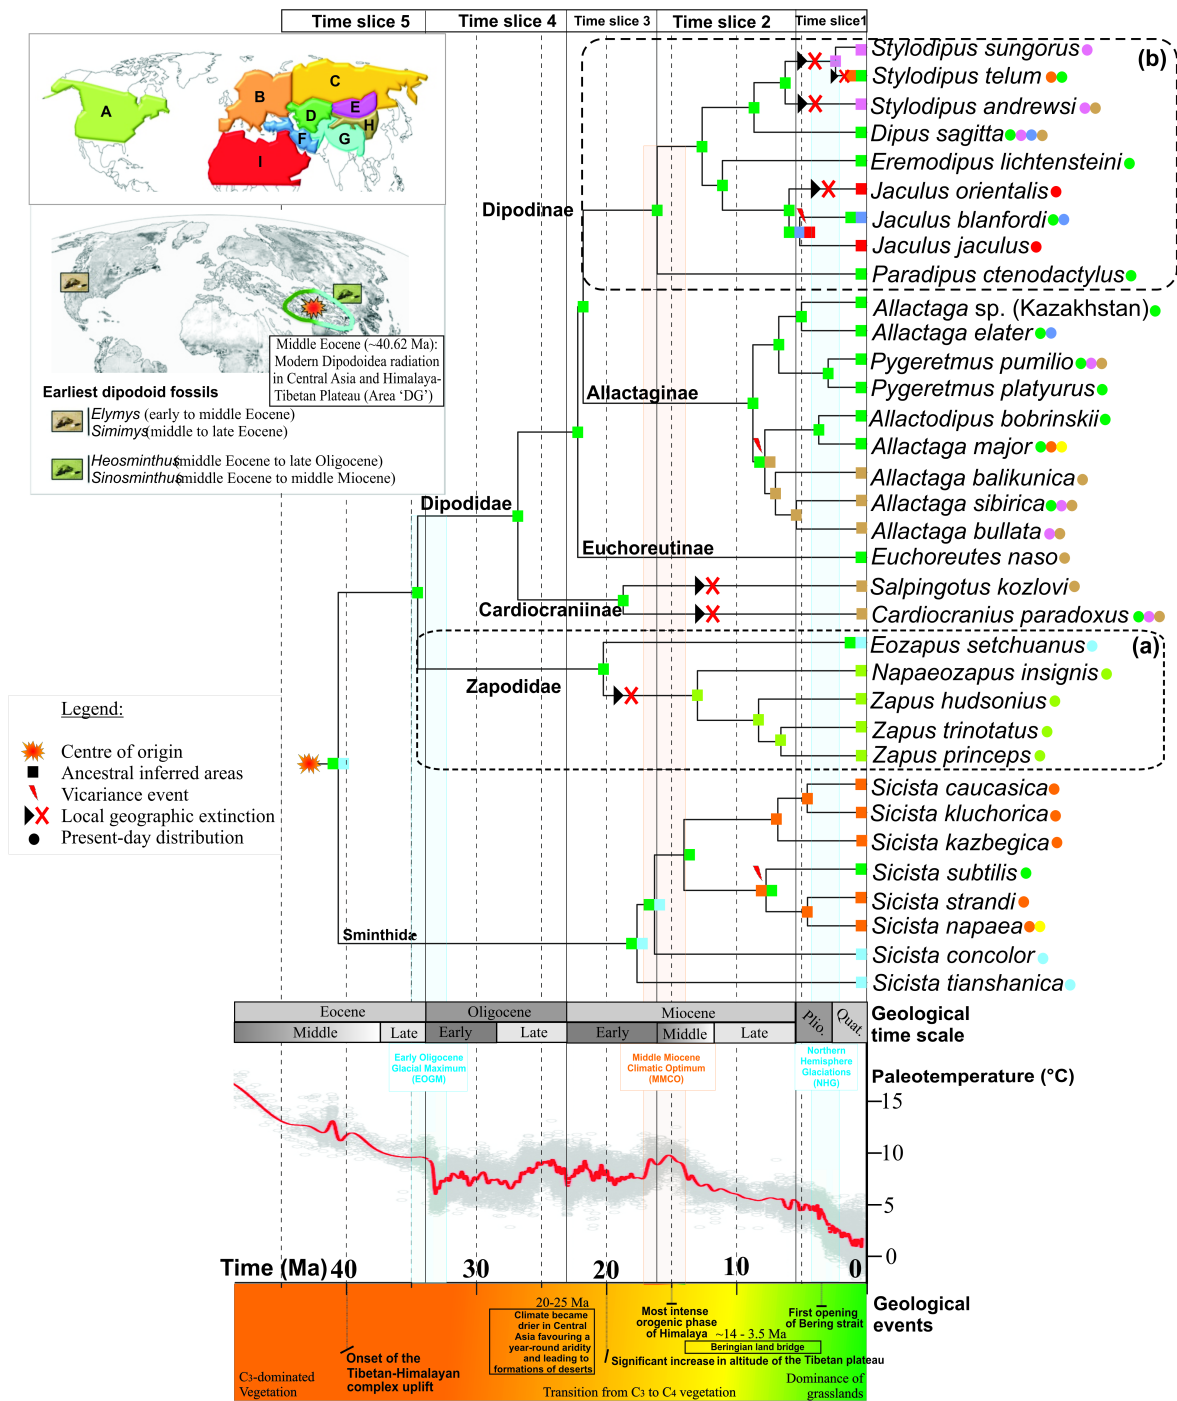 Time slice 5
Time slice 4
Time slice 3
Time slice 2
Time slice1
A
B
C
D
E
F
G
H
I
Middle Eocene (~40.62 Ma):
Modern Dipodoidea radiation
in Central Asia and Himalaya-
Tibetan Plateau (Area ‘DG’)
Earliest dipodoid fossils
Elymys (early to middle Eocene)
Simimys(middle to late Eocene)
Heosminthus(middle Eocene to late Oligocene)
Sinosminthus(middle Eocene to middle Miocene)
(b)
Stylodipus sungorus
Stylodipus telum
Stylodipus andrewsi
Dipus sagitta
Eremodipus lichtensteini
Jaculus orientalis
Dipodinae
Jaculus blanfordi
Jaculus jaculus
Paradipus ctenodactylus
Allactaga sp. (Kazakhstan)
Allactaga elater
Pygeretmus pumilio
Pygeretmus platyurus
Allactaginae
Allactodipus bobrinskii
Allactaga major
Allactaga balikunica
Allactaga sibirica
Allactaga bullata
Dipodidae
Euchoreutinae
Euchoreutes naso
Salpingotus kozlovi
Cardiocraniinae
Cardiocranius paradoxus
(a)
Eozapus setchuanus
Napaeozapus insignis
Zapodidae
Zapus hudsonius
Zapus trinotatus
Zapus princeps
Legend:
Centre of origin
Ancestral inferred areas
Vicariance event
Local geographic extinction
Present-day distribution
Sicista caucasica
Sicista kluchorica
Sicista kazbegica
Sicista subtilis
Sicista strandi
Sicista napaea
Sminthidae
Sicista concolor
Sicista tianshanica
Eocene
Oligocene
Miocene
Plio.
Quat.
Middle
Late
Early
Late
Early
Middle
Late
Geological
time scale
Early Oligocene
Glacial Maximum
(EOGM)
Middle Miocene
Climatic Optimum
(MMCO)
Northern
Hemisphere
Glaciations
(NHG)
Paleotemperature (°C)
15
10
5
0
Time (Ma)
40
30
20
10
0
Geological
events
20-25 Ma
Climate became
drier in Central
Asia favouring a
year-round aridity
and leading to
formations of deserts
Most intense
orogenic phase
of Himalaya
First opening
of Bering strait
~14 - 3.5 Ma
Beringian land bridge
Significant increase in altitude of the Tibetan plateau
Onset of the
Tibetan-Himalayan
complex uplift
C3-dominated
Vegetation
Transition from C3 to C4 vegetation
Dominance of
grasslands